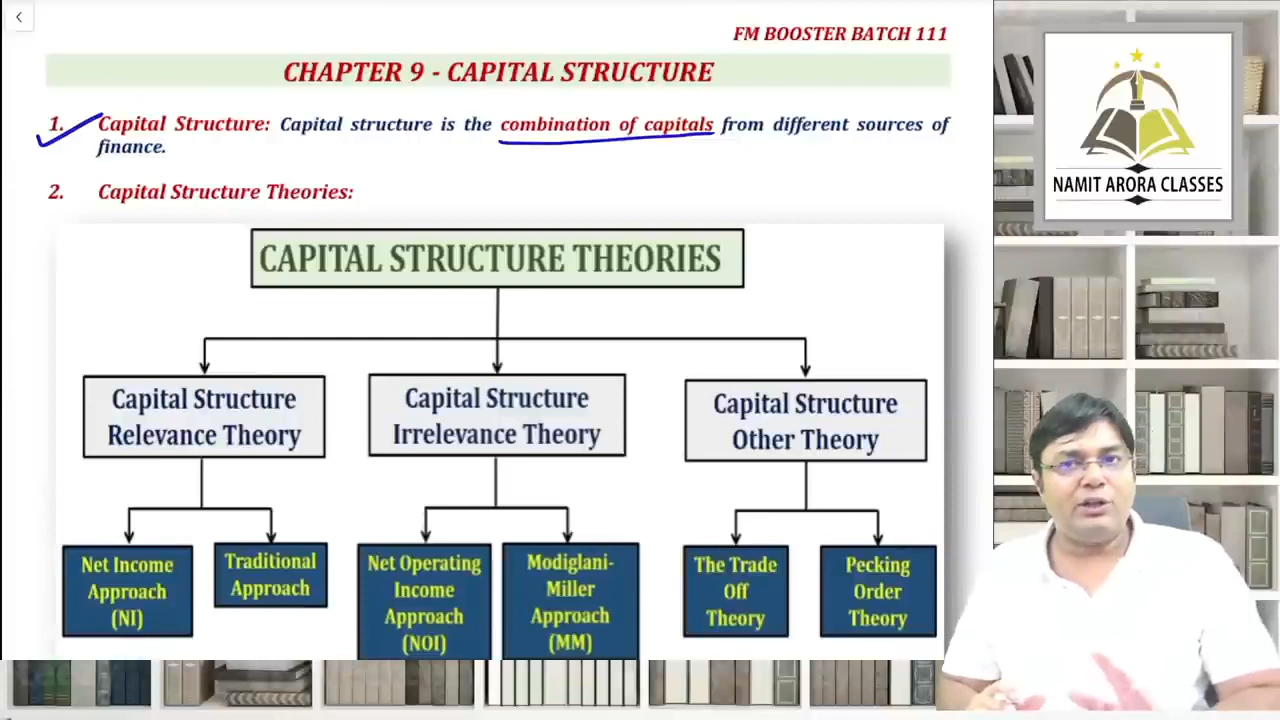 FM BOOSTER BATCH 111
CHAPTER 9 - CAPITAL STRUCTURE
1. Capital Structure: Capital structure is the combination of capitals from different sources of
finance.
2. Capital Structure Theories:
CAPITAL STRUCTURE THEORIES
Capital Structure
Relevance Theory
Capital Structure
Irrelevance Theory
Capital Structure
Other Theory
Net Income
Approach
(NI)
Traditional
Approach
Net Operating
Income
Approach
(NOI)
Modiglani-
Miller
Approach
(MM)
The Trade
Off
Theory
Pecking
Order
Theory
NAMIT ARORA CLASSES